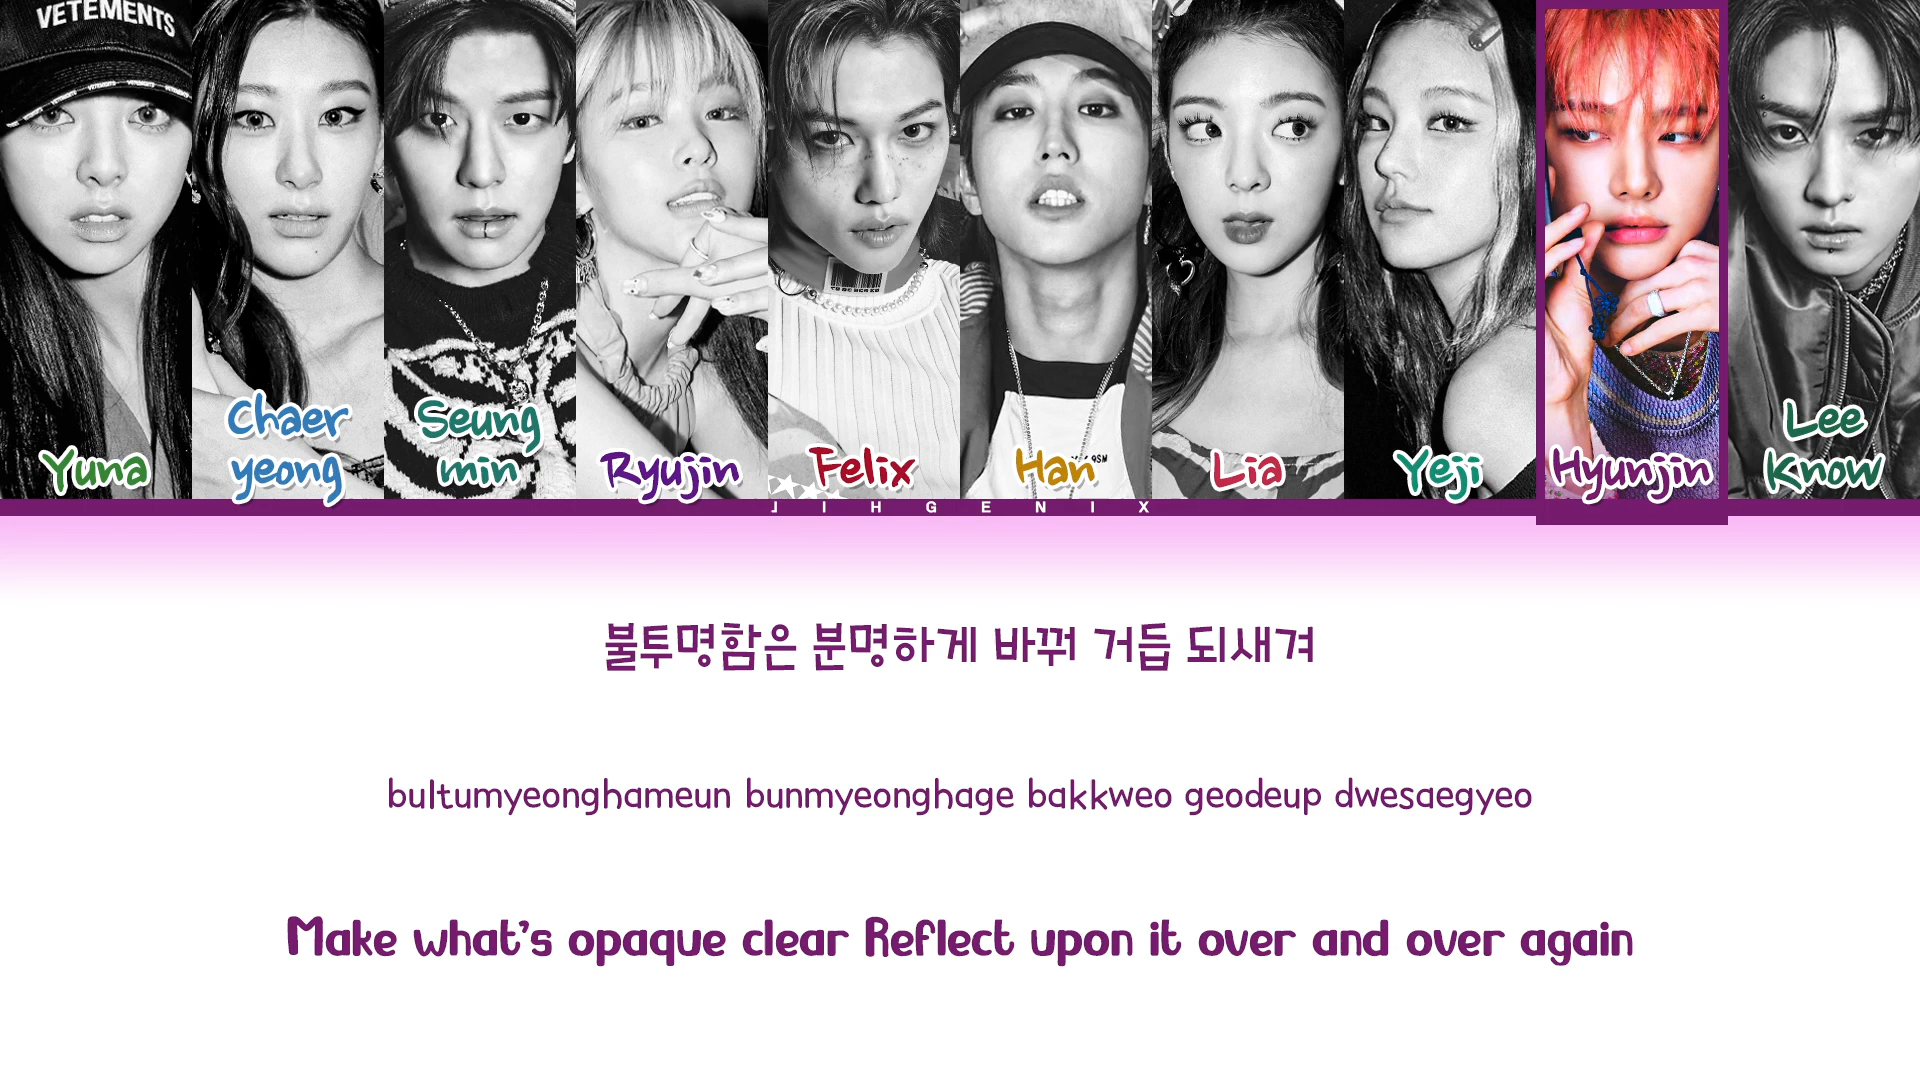 VETEMENTS
Yuna
Chaer
yeong
Seung
min
Ryujin
Felix
Han
Lia
Yeji
Hyunjin
Lee
Know
JIHGENIX
불투명함은 분명하게 바꿔 거듭 되새겨
bultumyeonghameun bunmyeonghage bakkweo geodeup dwesaegyeo
Make what's opaque clear Reflect upon it over and over again